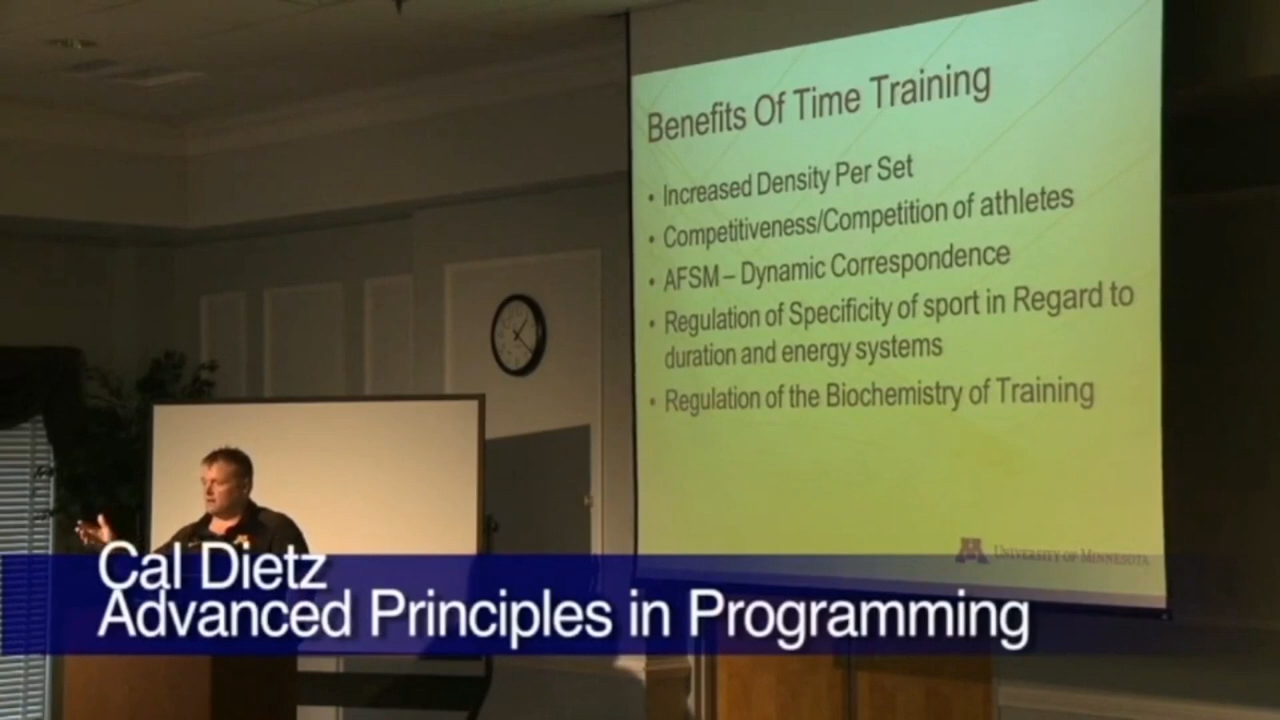 Benefits Of Time Training
• Increased Density Per Set
• Competitiveness/Competition of athletes
• AFSM – Dynamic Correspondence
• Regulation of Specificity of sport in Regard to
duration and energy systems
• Regulation of the Biochemistry of Training
M UNIVERSITY OF MINNESOTA
Cal Dietz
Advanced Principles in Programming